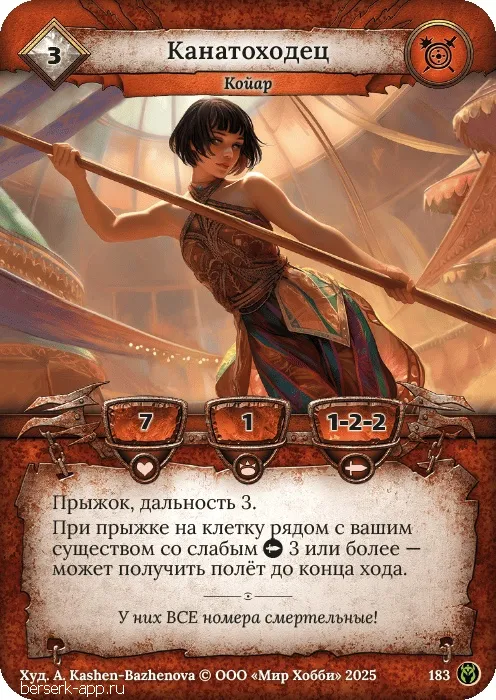 3
Канатоходец
Койар
7
1
1-2-2
Прыжок, дальность 3.
При прыжке на клетку рядом с вашим
существом со слабым 3 или более —
может получить полёт до конца хода.
У них ВСЕ номера смертельные!
Худ. A. Kashen-Bazhenova © ООО «Мир Хобби» 2025
183
berserk-app.ru